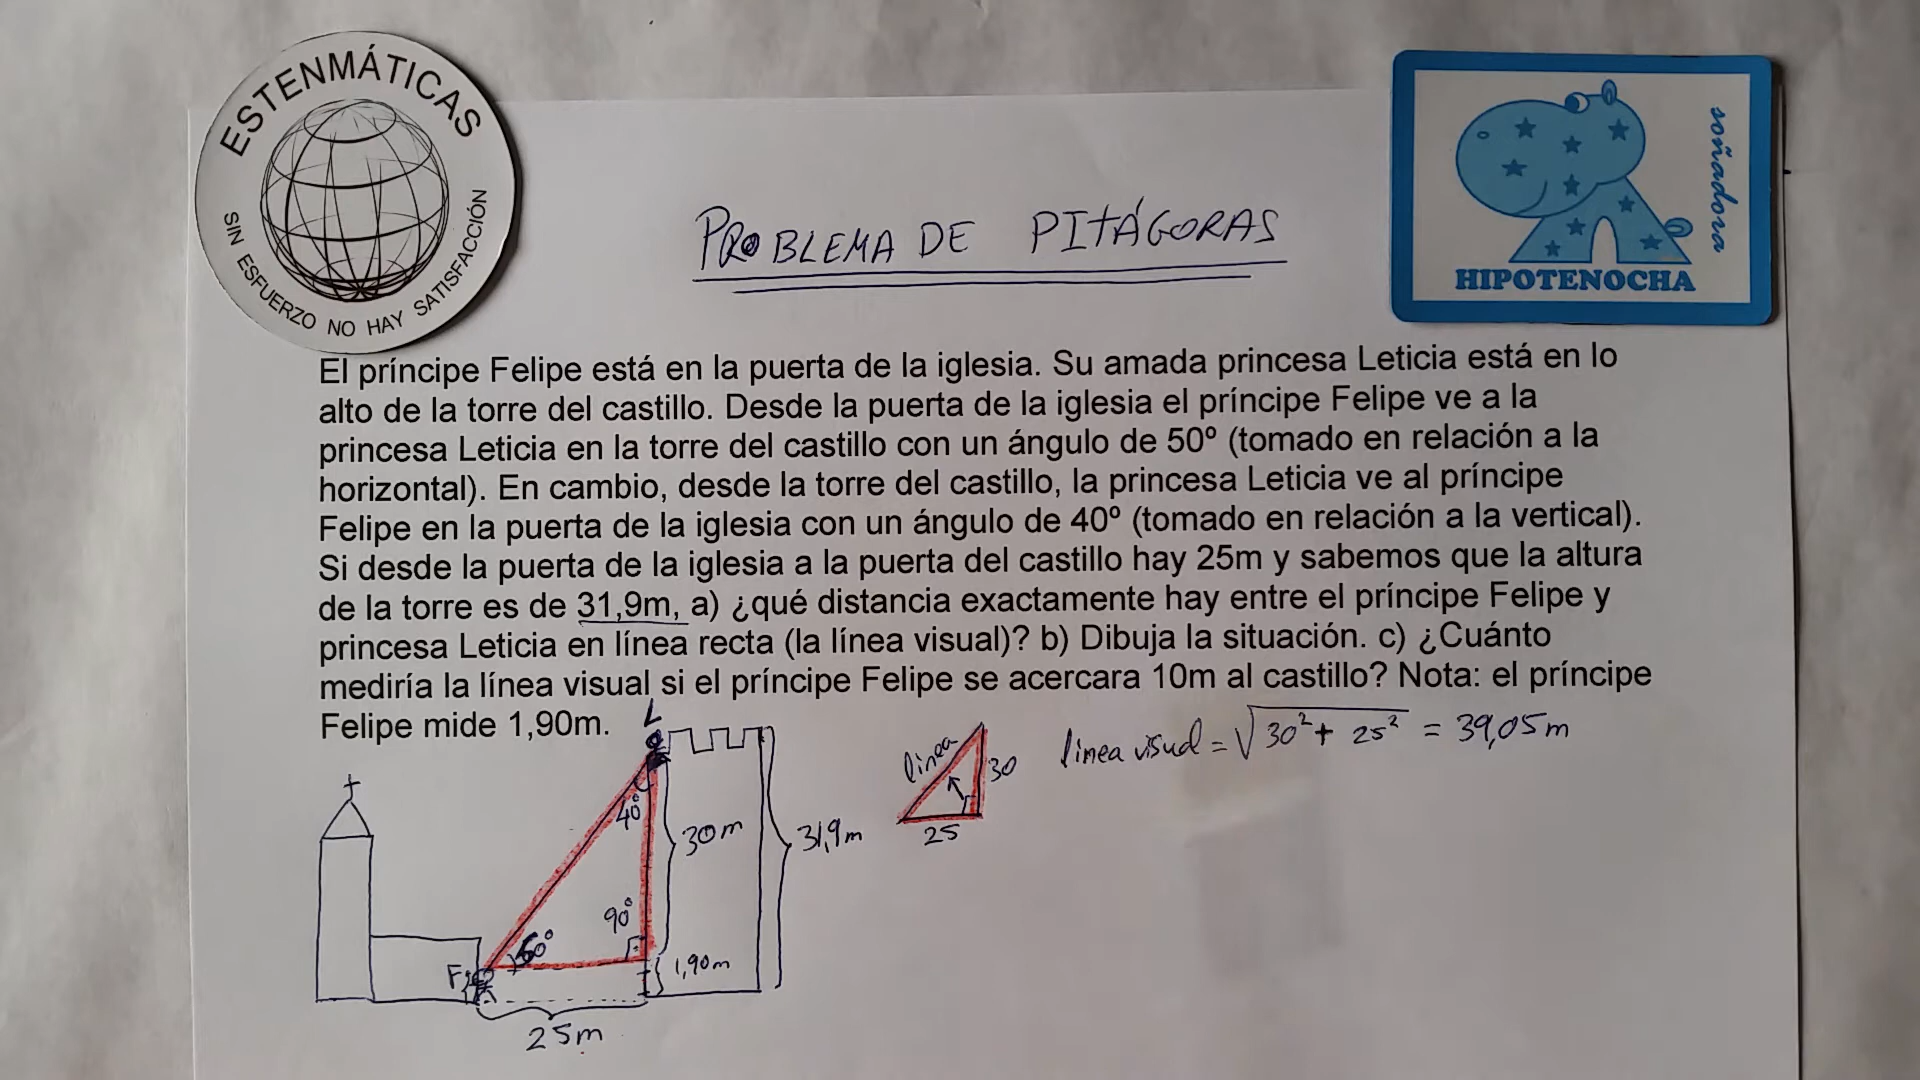 ESTENMÁTICAS
SIN ESFUERZO NO HAY SATISFACCIÓN
soñadora
HIPOTENOCHA
PROBLEMA DE PITÁGORAS
El príncipe Felipe está en la puerta de la iglesia. Su amada princesa Leticia está en lo
alto de la torre del castillo. Desde la puerta de la iglesia el príncipe Felipe ve a la
princesa Leticia en la torre del castillo con un ángulo de 50º (tomado en relación a la
horizontal). En cambio, desde la torre del castillo, la princesa Leticia ve al príncipe
Felipe en la puerta de la iglesia con un ángulo de 40º (tomado en relación a la vertical).
Si desde la puerta de la iglesia a la puerta del castillo hay 25m y sabemos que la altura
de la torre es de 31,9m, a) ¿qué distancia exactamente hay entre el príncipe Felipe y
princesa Leticia en línea recta (la línea visual)? b) Dibuja la situación. c) ¿Cuánto
mediría la línea visual si el príncipe Felipe se acercara 10m al castillo? Nota: el príncipe
Felipe mide 1,90m.
L
40°
30m
31,9m
90°
50°
F
1,90m
25m
línea
30
25
línea visual = √30² + 25² = 39,05m